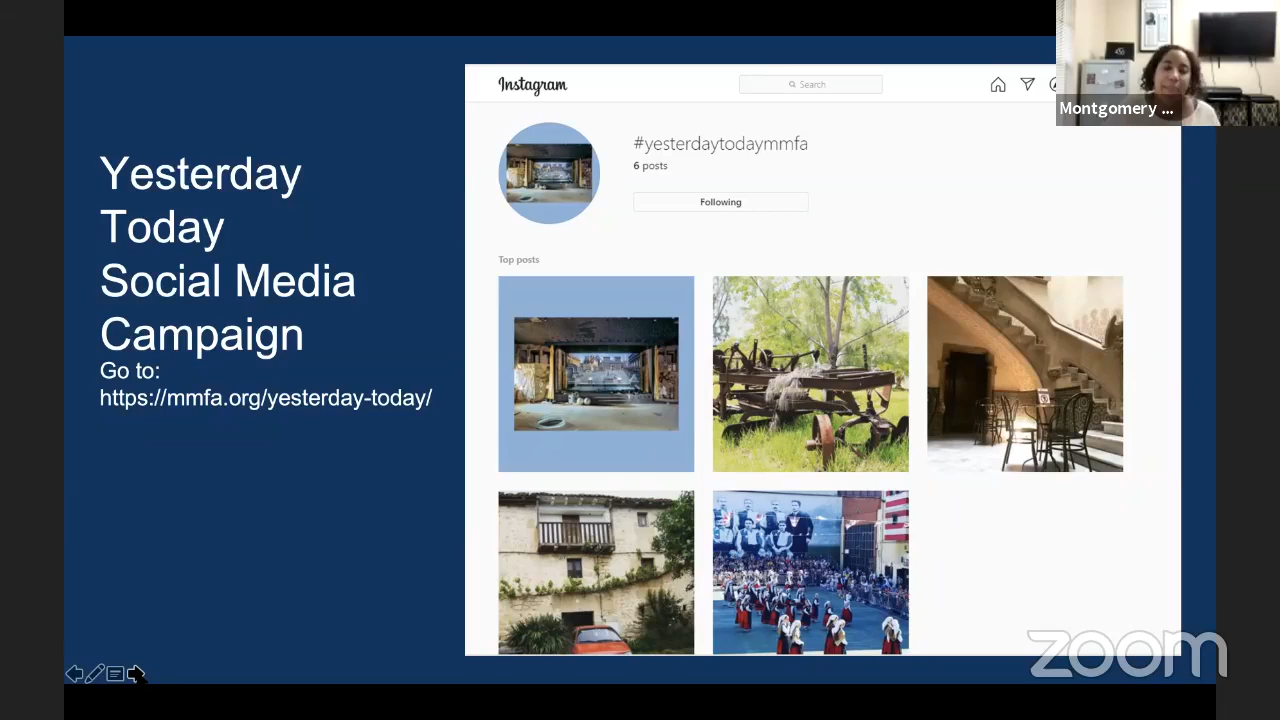 Yesterday
Today
Social Media
Campaign
Go to:
https://mmfa.org/yesterday-today/
Instagram
Search
#yesterdaytodaymmfa
6 posts
Following
Top posts
Montgomery ...
zoom